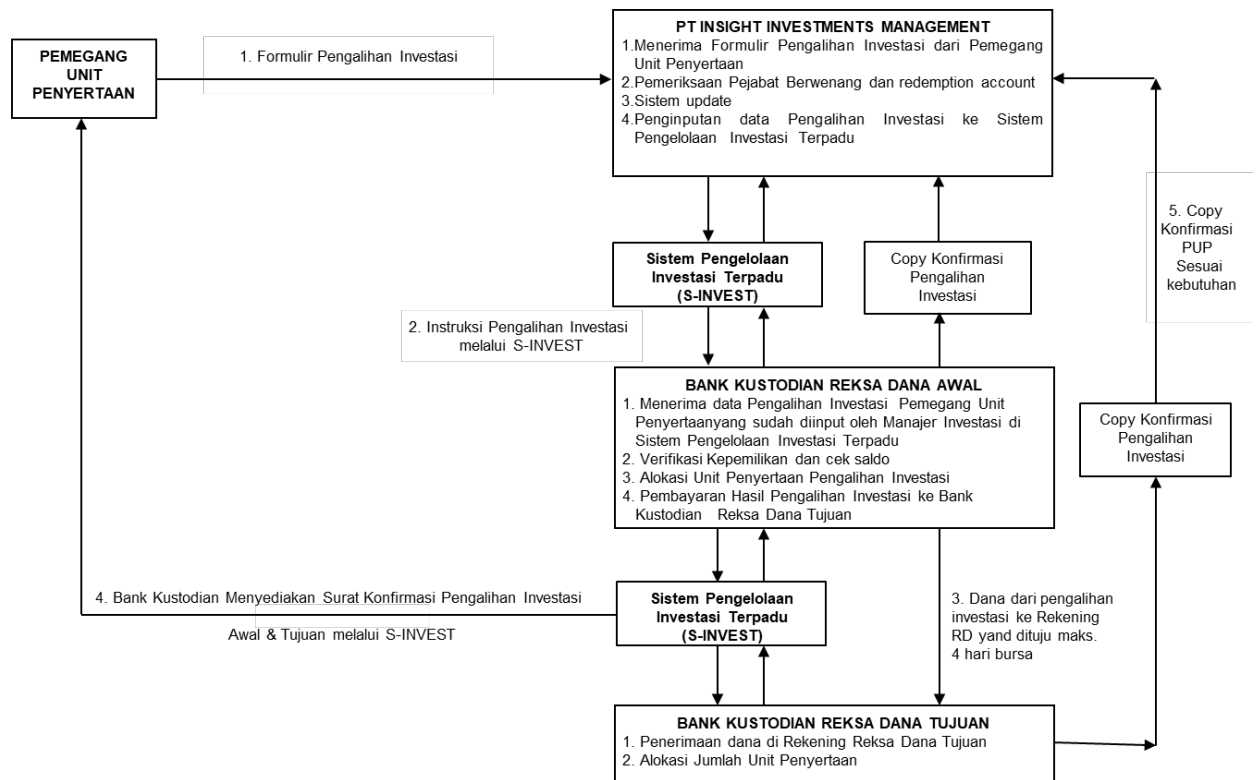 PT INSIGHT INVESTMENTS MANAGEMENT
1.Menerima Formulir Pengalihan Investasi dari Pemegang
Unit Penyertaan
2.Pemeriksaan Pejabat Berwenang dan redemption account
3.Sistem update
4.Penginputan data Pengalihan Investasi ke Sistem
Pengelolaan Investasi Terpadu
PEMEGANG
UNIT
PENYERTAAN
1. Formulir Pengalihan Investasi
Sistem Pengelolaan
Investasi Terpadu
(S-INVEST)
Copy Konfirmasi
Pengalihan
Investasi
5. Copy
Konfirmasi
PUP
Sesuai
kebutuhan
2. Instruksi Pengalihan Investasi
melalui S-INVEST
BANK KUSTODIAN REKSA DANA AWAL
1. Menerima data Pengalihan Investasi Pemegang Unit
Penyertaanyang sudah diinput oleh Manajer Investasi di
Sistem Pengelolaan Investasi Terpadu
2. Verifikasi Kepemilikan dan cek saldo
3. Alokasi Unit Penyertaan Pengalihan Investasi
4. Pembayaran Hasil Pengalihan Investasi ke Bank
Kustodian Reksa Dana Tujuan
Copy Konfirmasi
Pengalihan
Investasi
4. Bank Kustodian Menyediakan Surat Konfirmasi Pengalihan Investasi
Awal & Tujuan melalui S-INVEST
Sistem Pengelolaan
Investasi Terpadu
(S-INVEST)
3. Dana dari pengalihan
investasi ke Rekening
RD yand dituju maks.
4 hari bursa
BANK KUSTODIAN REKSA DANA TUJUAN
1. Penerimaan dana di Rekening Reksa Dana Tujuan
2. Alokasi Jumlah Unit Penyertaan